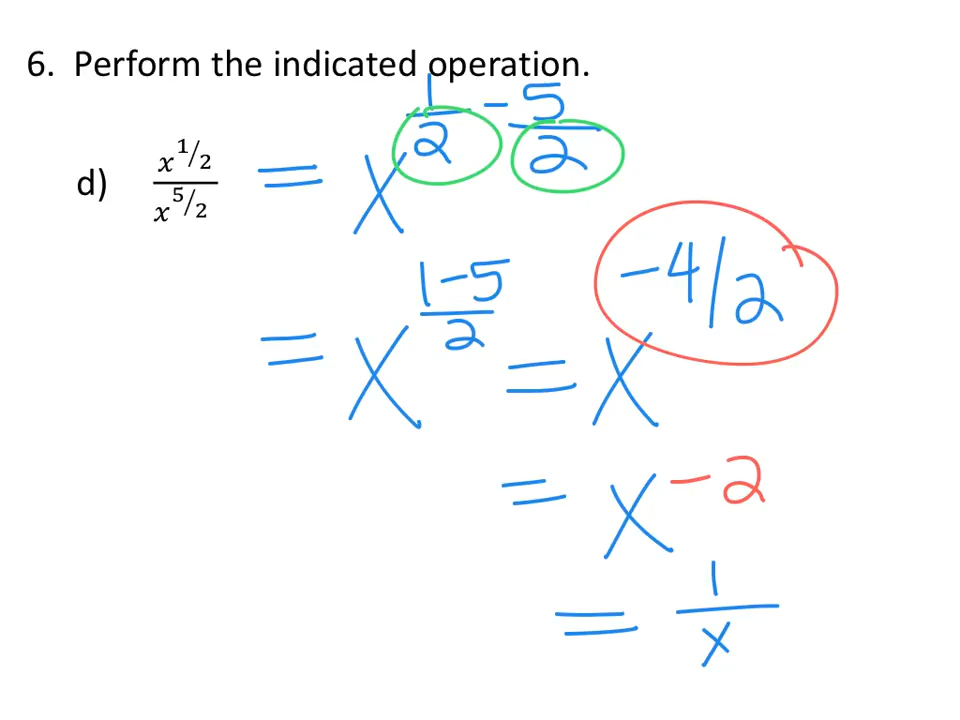 6. Perform the indicated operation.
d) x^1/2 / x^5/2 = x^(1/2 - 5/2)
= x^((1-5)/2) = x^(-4/2)
= x^-2
= 1/x